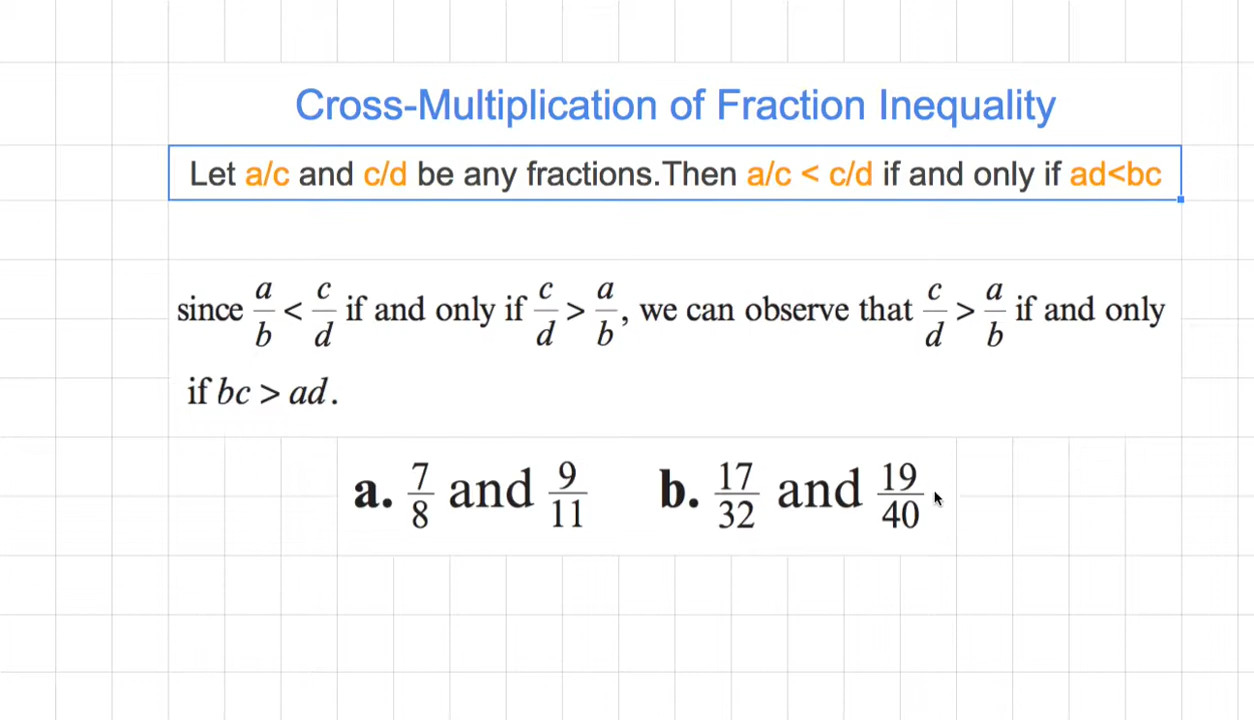 Cross-Multiplication of Fraction Inequality
Let a/c and c/d be any fractions.Then a/c < c/d if and only if ad<bc
since a/b < c/d if and only if c/d > a/b, we can observe that c/d > a/b if and only
if bc > ad.
a. 7/8 and 9/11 b. 17/32 and 19/40